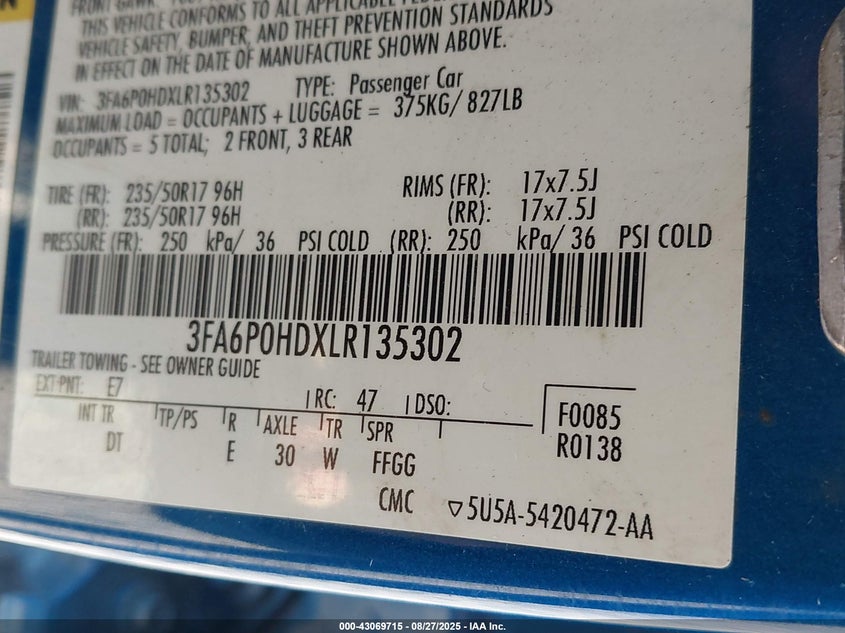 THIS VEHICLE CONFORMS TO ALL APPLICABLE
VEHICLE SAFETY, BUMPER, AND THEFT PREVENTION STANDARDS
IN EFFECT ON THE DATE OF MANUFACTURE SHOWN ABOVE.
VIN: 3FA6P0HDXLR135302 TYPE: Passenger Car
MAXIMUM LOAD = OCCUPANTS + LUGGAGE = 375KG/ 827LB
OCCUPANTS = 5 TOTAL; 2 FRONT, 3 REAR
TIRE (FR): 235/50R17 96H RIMS (FR): 17x7.5J
(RR): 235/50R17 96H (RR): 17x7.5J
PRESSURE (FR): 250 kPa/ 36 PSI COLD (RR): 250 kPa/ 36 PSI COLD
3FA6P0HDXLR135302
TRAILER TOWING - SEE OWNER GUIDE
EXT PNT: E7 RC: 47 DSO:
INT TR TP/PS R AXLE TR SPR
DT E 30 W FFGG
CMC
F0085
R0138
5U5A-5420472-AA
000-43069715 - 08/27/2025 - IAA Inc.